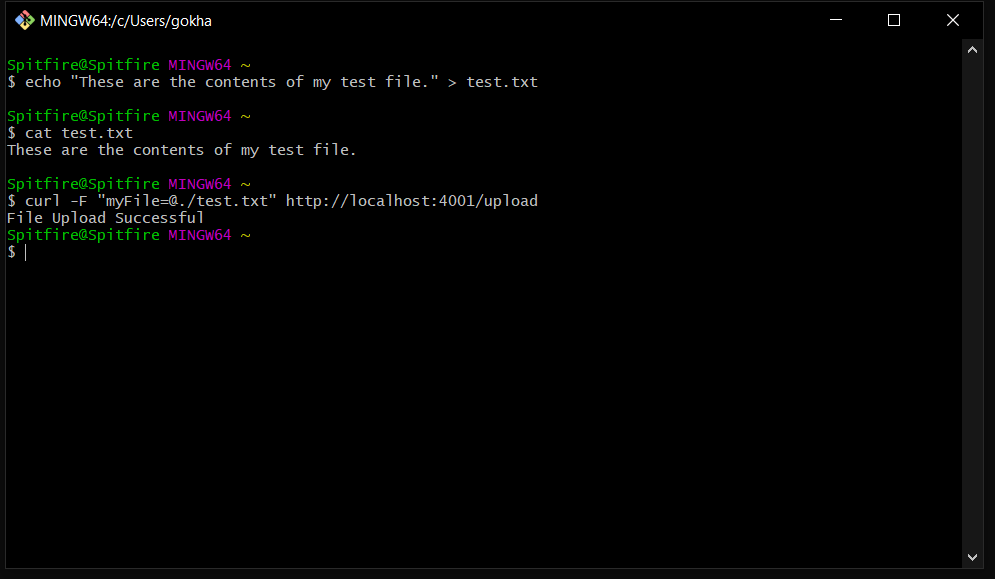 MINGW64:/c/Users/gokha
Spitfire@Spitfire MINGW64 ~
$ echo "These are the contents of my test file." > test.txt
Spitfire@Spitfire MINGW64 ~
$ cat test.txt
These are the contents of my test file.
Spitfire@Spitfire MINGW64 ~
$ curl -F "myFile=@./test.txt" http://localhost:4001/upload
File Upload Successful
Spitfire@Spitfire MINGW64 ~
$